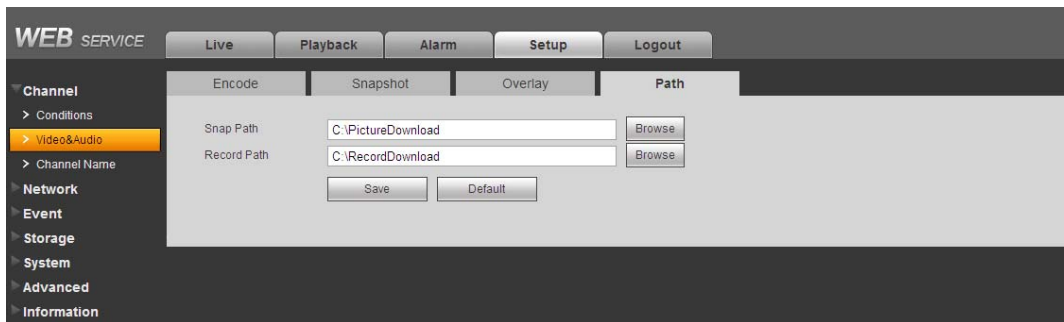 WEB SERVICE
Live Playback Alarm Setup Logout
Encode Snapshot Overlay Path
Channel
> Conditions
> Video&Audio
> Channel Name
Network
Event
Storage
System
Advanced
Information
Snap Path C:\PictureDownload Browse
Record Path C:\RecordDownload Browse
Save Default